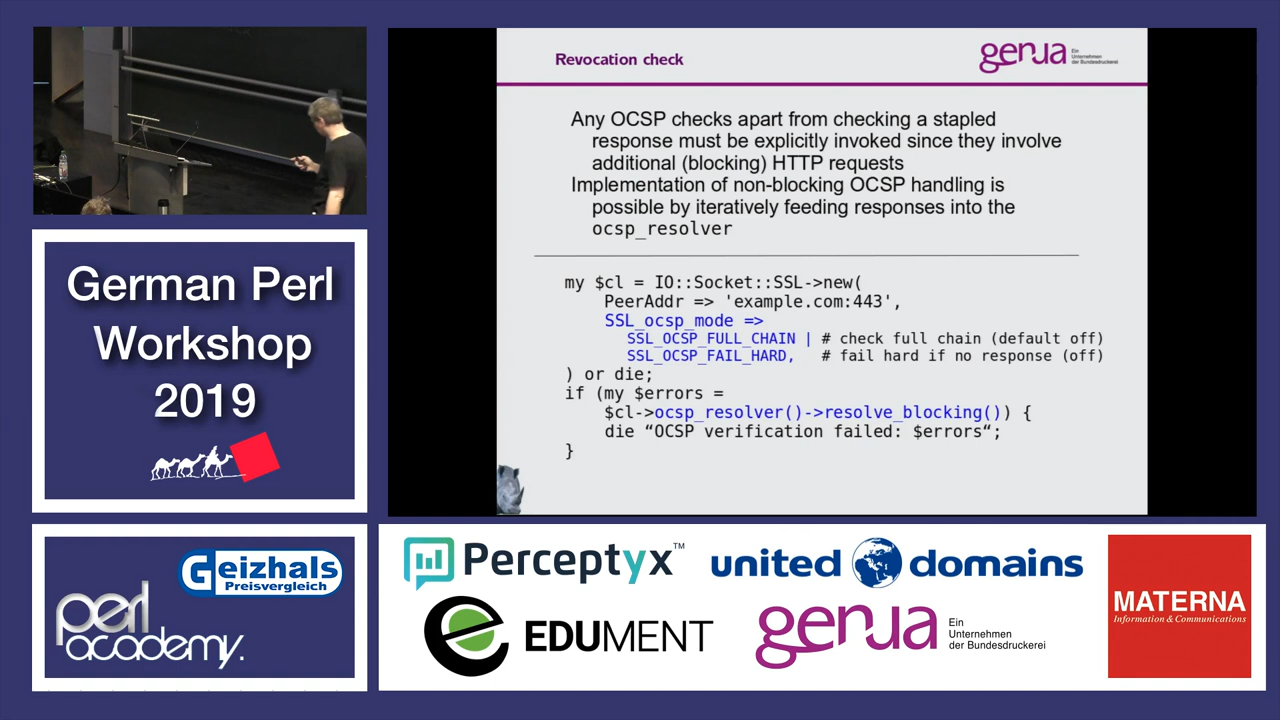 Revocation check
genua
Ein
Unternehmen
der Bundesdruckerei
Any OCSP checks apart from checking a stapled
response must be explicitly invoked since they involve
additional (blocking) HTTP requests
Implementation of non-blocking OCSP handling is
possible by iteratively feeding responses into the
ocsp_resolver
my $cl = IO::Socket::SSL->new(
PeerAddr => 'example.com:443',
SSL_ocsp_mode =>
SSL_OCSP_FULL_CHAIN | # check full chain (default off)
SSL_OCSP_FAIL_HARD, # fail hard if no response (off)
) or die;
if (my $errors =
$cl->ocsp_resolver()->resolve_blocking()) {
die “OCSP verification failed: $errors“;
}
German Perl
Workshop
2019
Geizhals
Preisvergleich
perl
academy.
Perceptyx™
united domains
EDUMENT
genua
Ein
Unternehmen
der Bundesdruckerei
MATERNA
Information & Communications